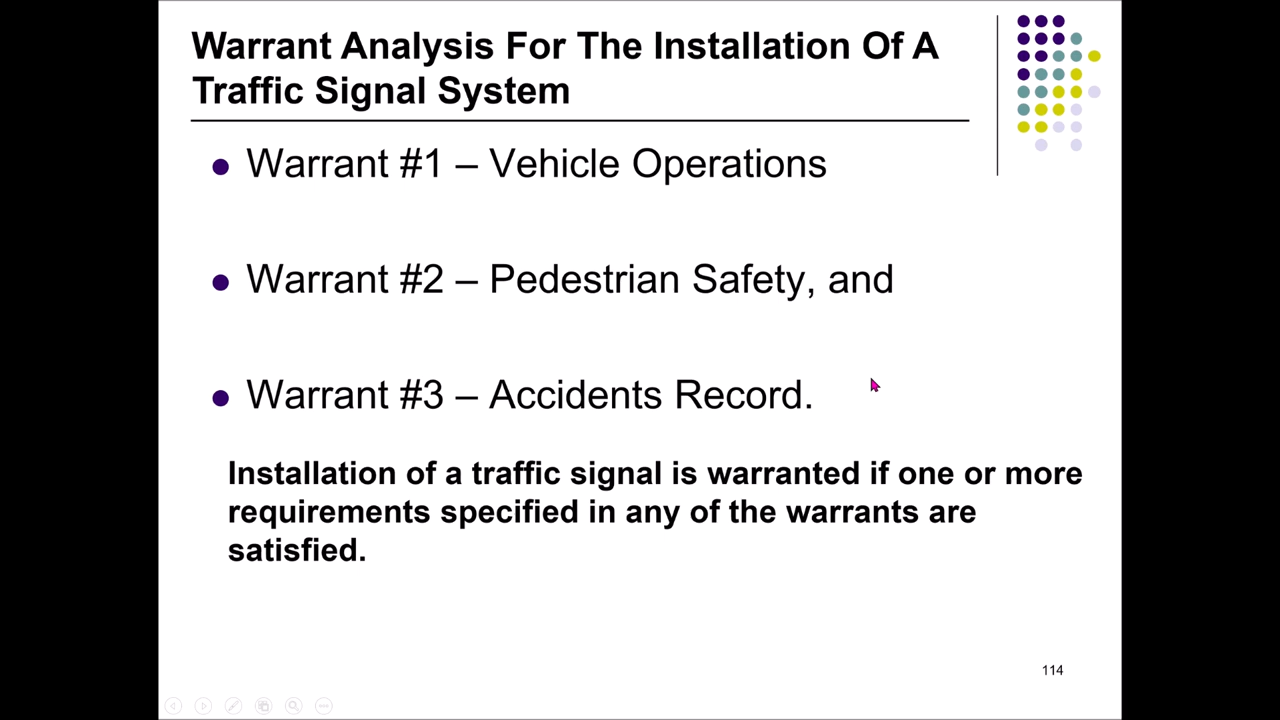 Warrant Analysis For The Installation Of A
Traffic Signal System
● Warrant #1 – Vehicle Operations
● Warrant #2 – Pedestrian Safety, and
● Warrant #3 – Accidents Record.
Installation of a traffic signal is warranted if one or more
requirements specified in any of the warrants are
satisfied.
114